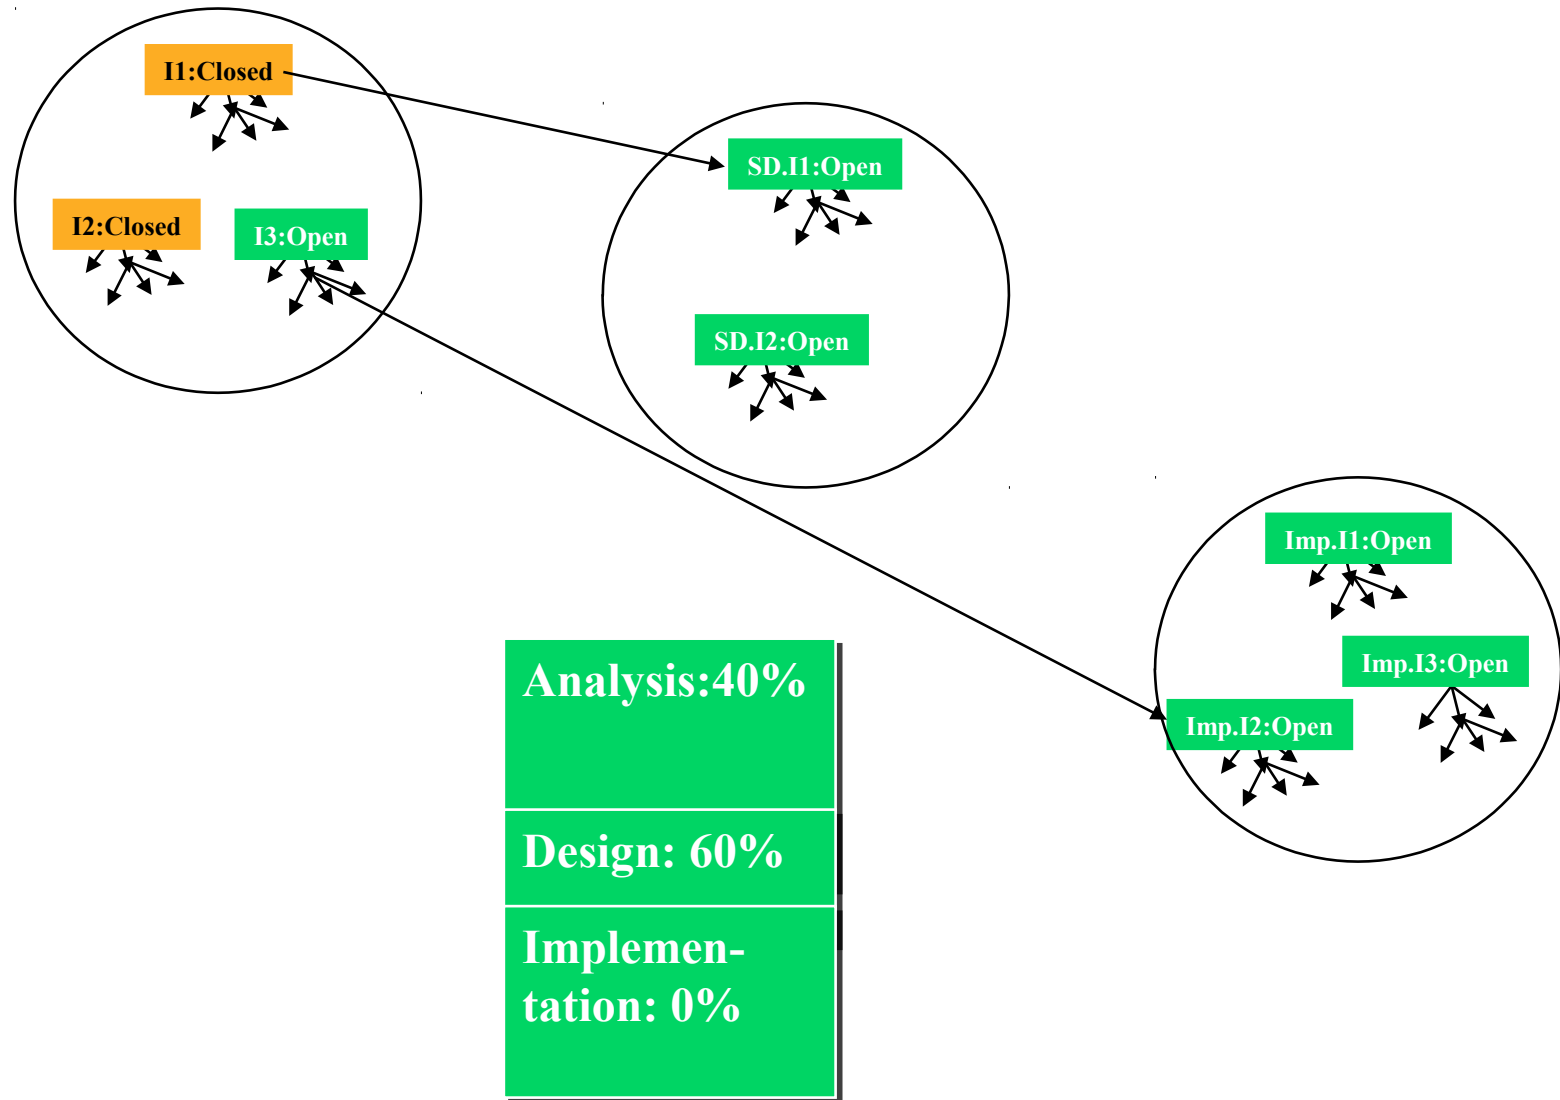 I1:Closed
I2:Closed
I3:Open
SD.I1:Open
SD.I2:Open
Imp.I1:Open
Imp.I3:Open
Imp.I2:Open
Analysis:40%
Design: 60%
Implemen-
tation: 0%